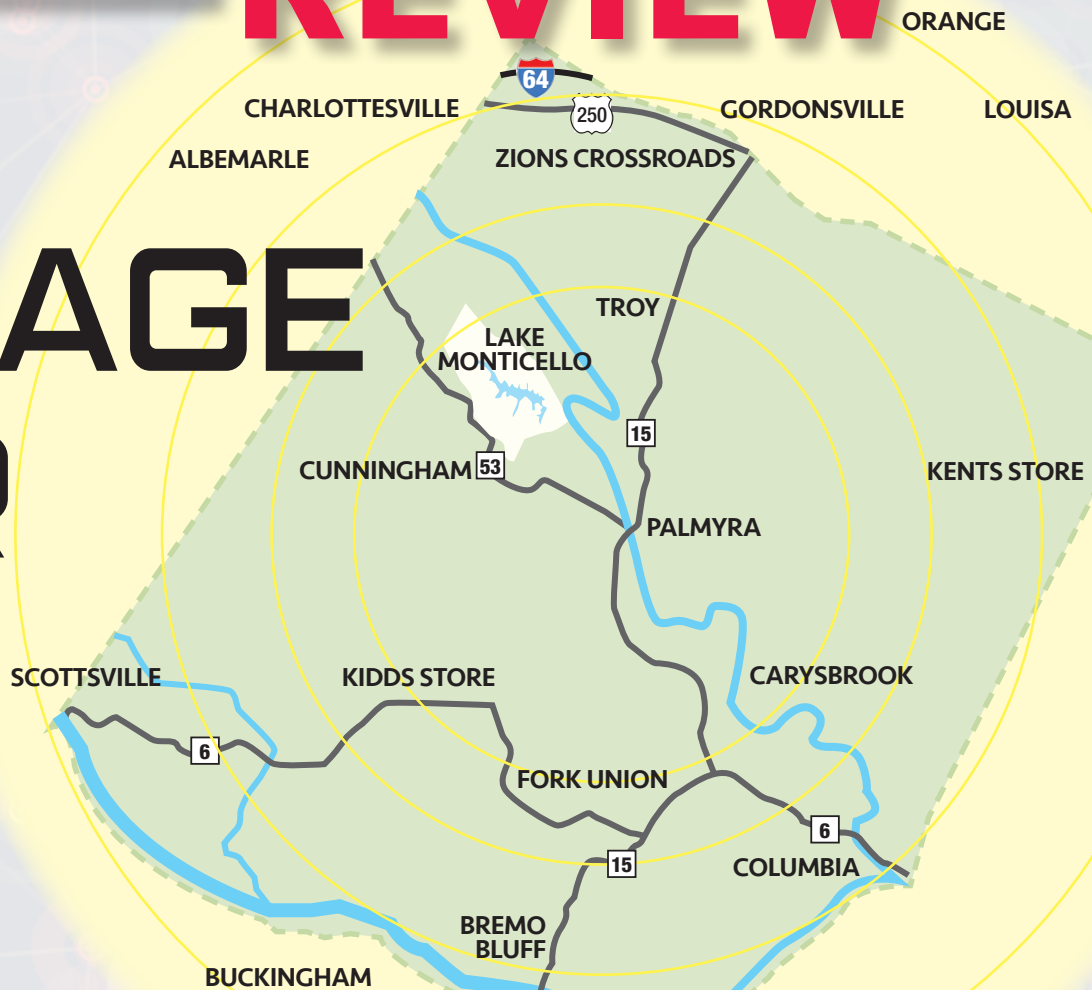 REVIEW
ORANGE
64
CHARLOTTESVILLE
250
GORDONSVILLE
LOUISA
ALBEMARLE
ZIONS CROSSROADS
AGE
TROY
LAKE
MONTICELLO
15
CUNNINGHAM
53
KENTS STORE
PALMYRA
SCOTTSVILLE
KIDDS STORE
CARYSBROOK
6
FORK UNION
6
15
COLUMBIA
BREMO
BLUFF
BUCKINGHAM